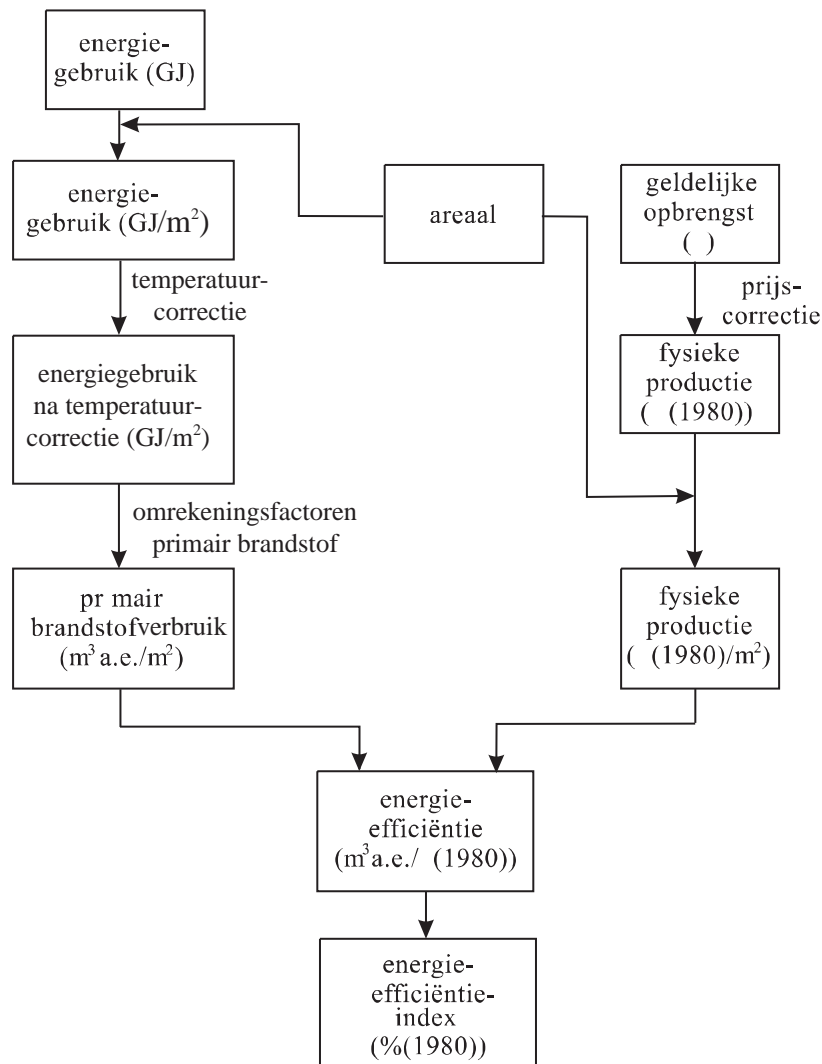 energie-
gebruik (GJ)
energie-
gebruik (GJ/m²)
areaal
geldelijke
opbrengst
( )
temperatuur-
correctie
prijs-
correctie
energiegebruik
na temperatuur-
correctie (GJ/m²)
fysieke
productie
( (1980))
omrekeningsfactoren
primair brandstof
pr mair
brandstofverbruik
(m³ a.e./m²)
fysieke
productie
( (1980)/m²)
energie-
efficiëntie
(m³a.e./ (1980))
energie-
efficiëntie-
index
(%(1980))